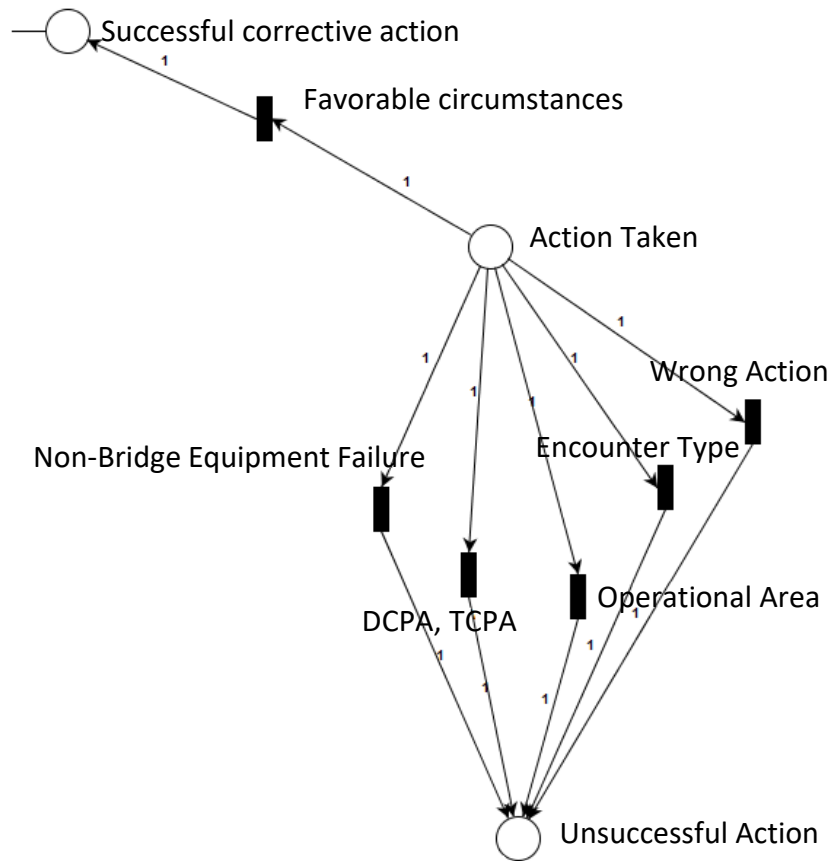 Successful corrective action
1
Favorable circumstances
1
Action Taken
1
1
1
1
1
Wrong Action
Encounter Type
Non-Bridge Equipment Failure
Operational Area
DCPA, TCPA
1
1
1
1
1
Unsuccessful Action